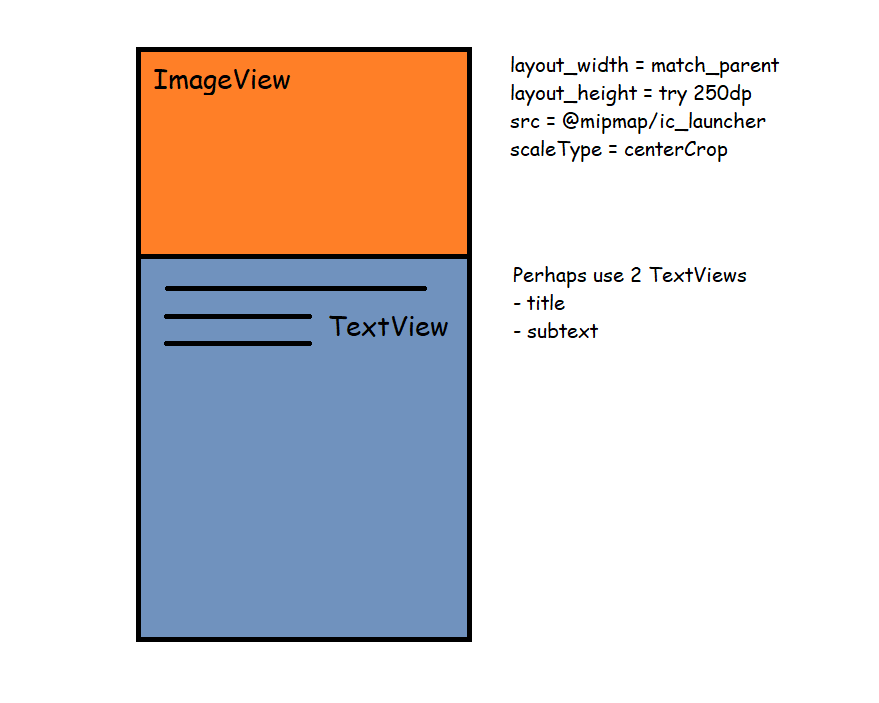 ImageView
layout_width = match_parent
layout_height = try 250dp
src = @mipmap/ic_launcher
scaleType = centerCrop
Perhaps use 2 TextViews
- title
- subtext
TextView